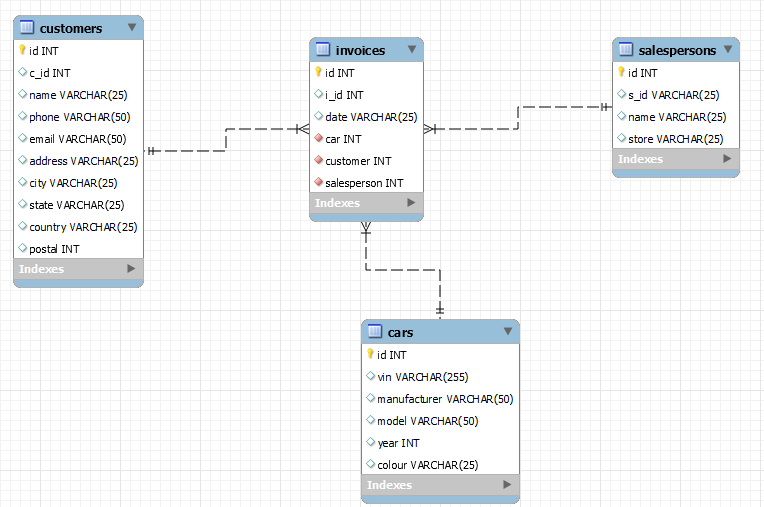 customers
id INT
c_id INT
name VARCHAR(25)
phone VARCHAR(50)
email VARCHAR(50)
address VARCHAR(25)
city VARCHAR(25)
state VARCHAR(25)
country VARCHAR(25)
postal INT
Indexes
invoices
id INT
i_id INT
date VARCHAR(25)
car INT
customer INT
salesperson INT
Indexes
salespersons
id INT
s_id VARCHAR(25)
name VARCHAR(25)
store VARCHAR(25)
Indexes
cars
id INT
vin VARCHAR(255)
manufacturer VARCHAR(50)
model VARCHAR(50)
year INT
colour VARCHAR(25)
Indexes